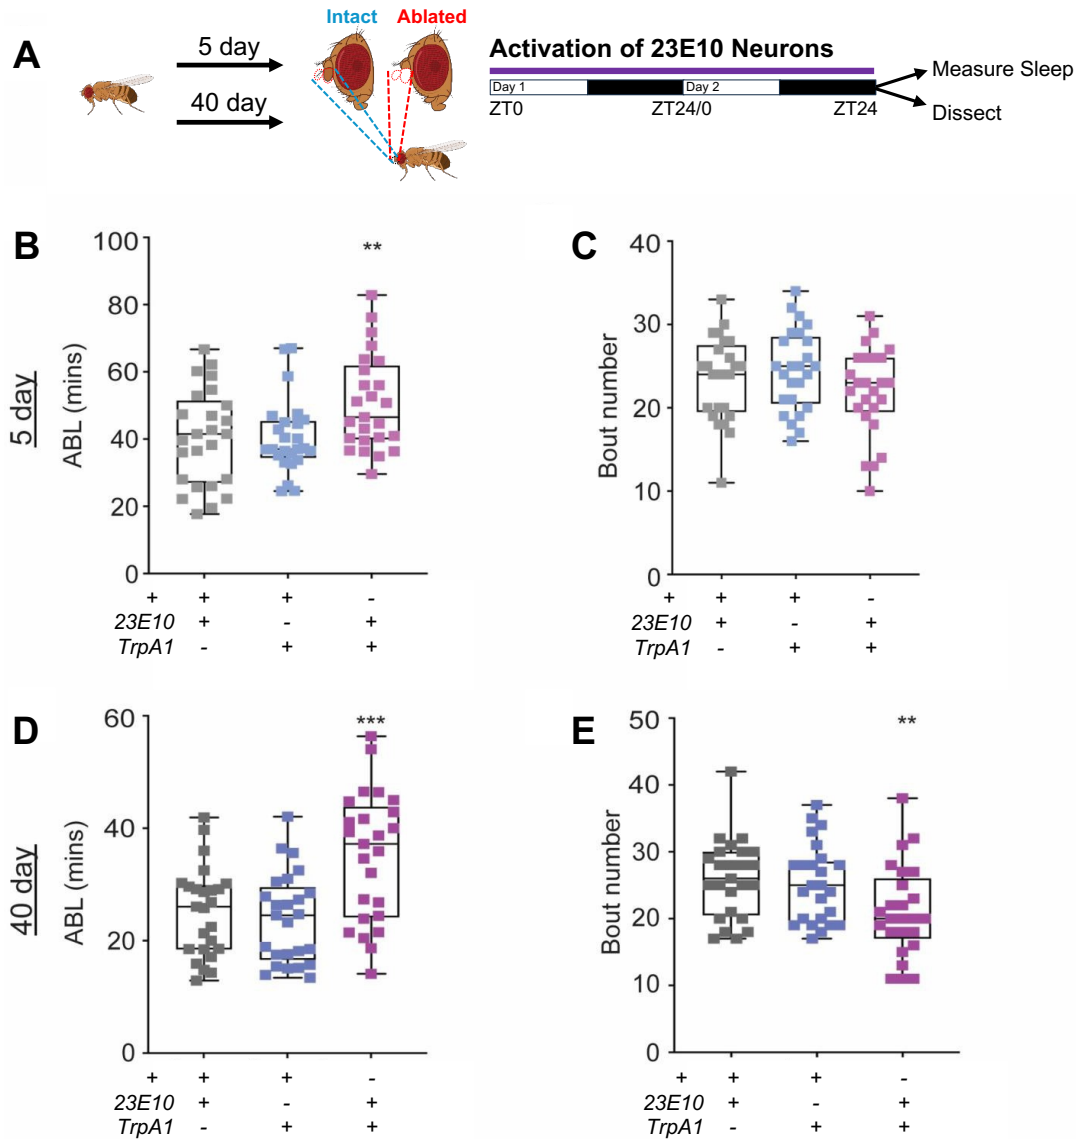 A
5 day
40 day
Intact Ablated
Activation of 23E10 Neurons
Day 1 Day 2
ZT0 ZT24/0 ZT24
Measure Sleep
Dissect
5 day
B
ABL (mins)
100
80
60
40
20
0
**
+ + + -
23E10 + - +
TrpA1 - + +
C
Bout number
40
30
20
10
0
+ + + -
23E10 + - +
TrpA1 - + +
40 day
D
ABL (mins)
60
40
20
0
***
+ + + -
23E10 + - +
TrpA1 - + +
E
Bout number
50
40
30
20
10
0
**
+ + + -
23E10 + - +
TrpA1 - + +